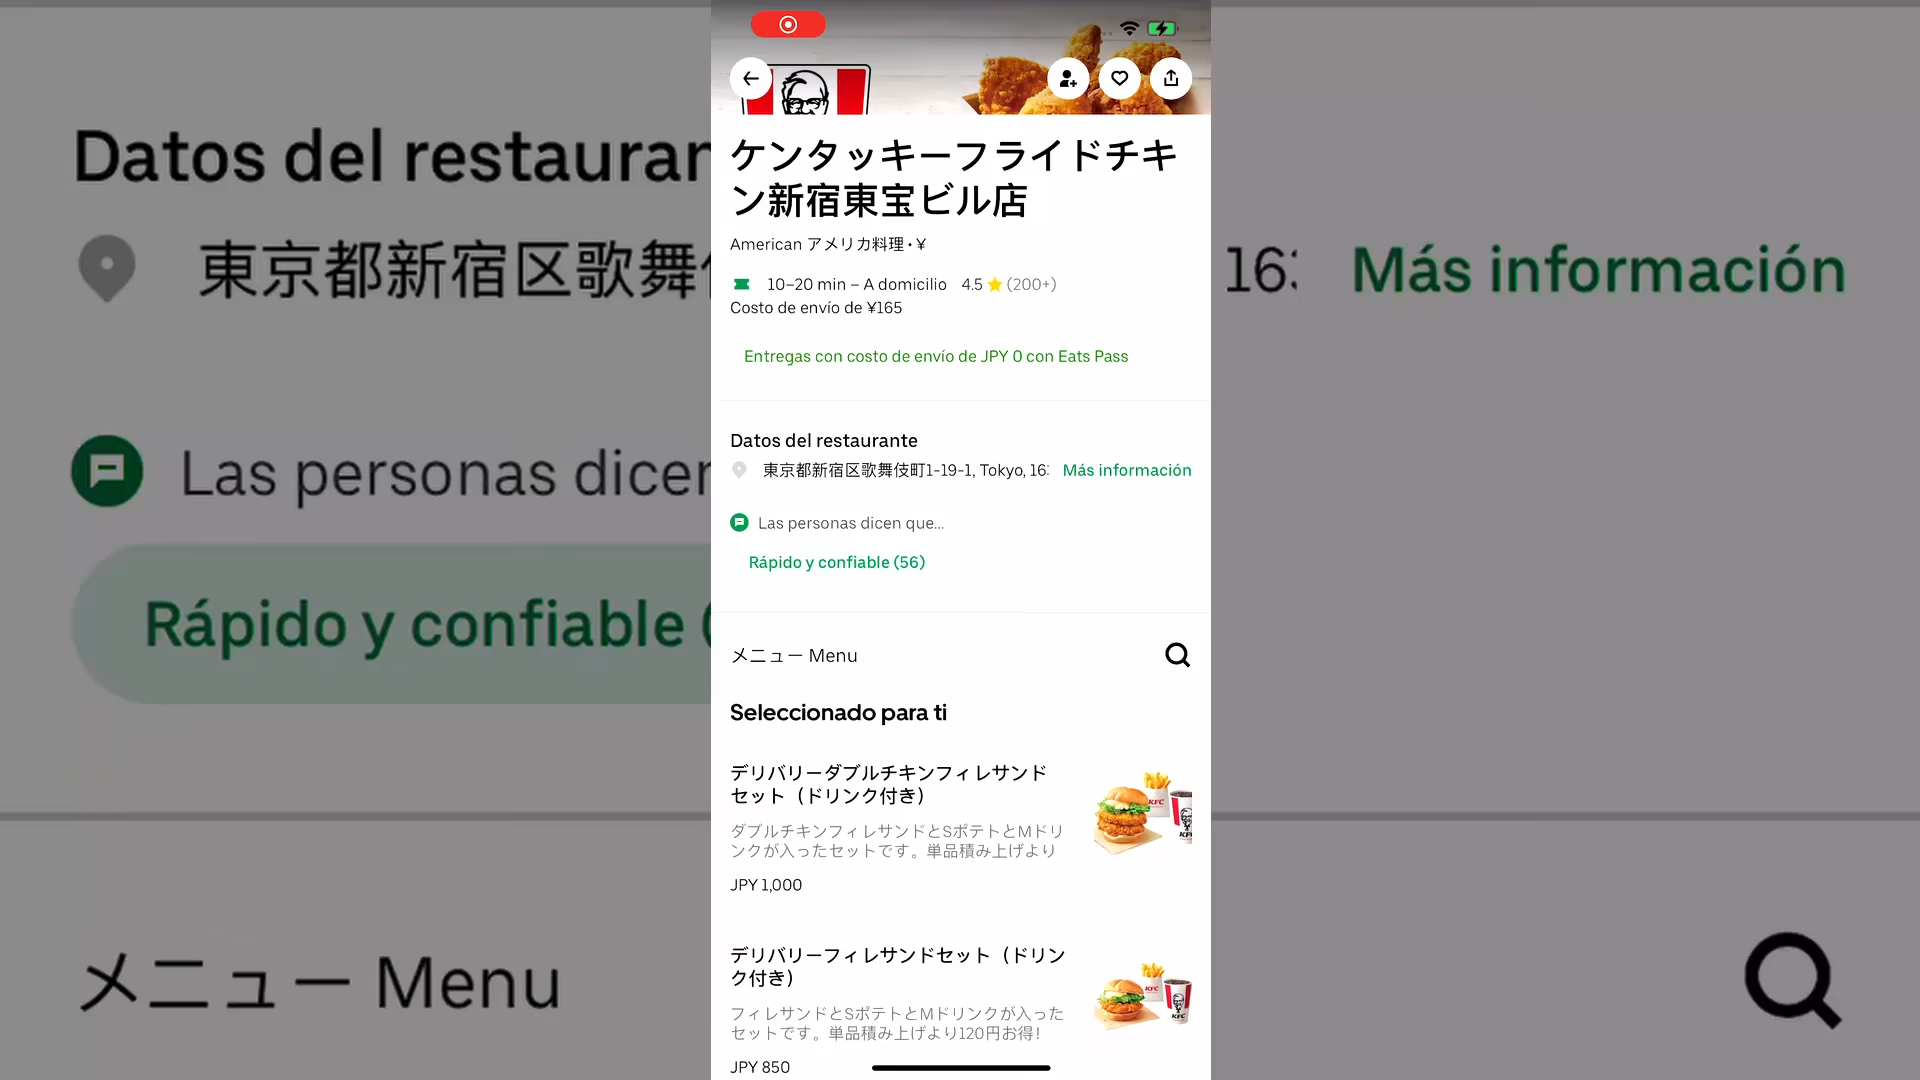 ケンタッキーフライドチキ
ン新宿東宝ビル店
American アメリカ料理 • ¥
10–20 min – A domicilio 4.5 (200+)
Costo de envío de ¥165
Entregas con costo de envío de JPY 0 con Eats Pass
Datos del restaurante
東京都新宿区歌舞伎町1-19-1, Tokyo, 16 Más información
Las personas dicen que...
Rápido y confiable (56)
メニュー Menu
Seleccionado para ti
デリバリーダブルチキンフィレサンド
セット（ドリンク付き）
ダブルチキンフィレサンドとSポテトとMドリ
ンクが入ったセットです。単品積み上げより
JPY 1,000
デリバリーフィレサンドセット（ドリン
ク付き）
フィレサンドとSポテトとMドリンクが入った
セットです。単品積み上げより120円お得！
JPY 850
KFC
KFC
KFC
Datos del restauran
東京都新宿区歌舞
16: Más información
Las personas dicen
Rápido y confiable
メニュー Menu